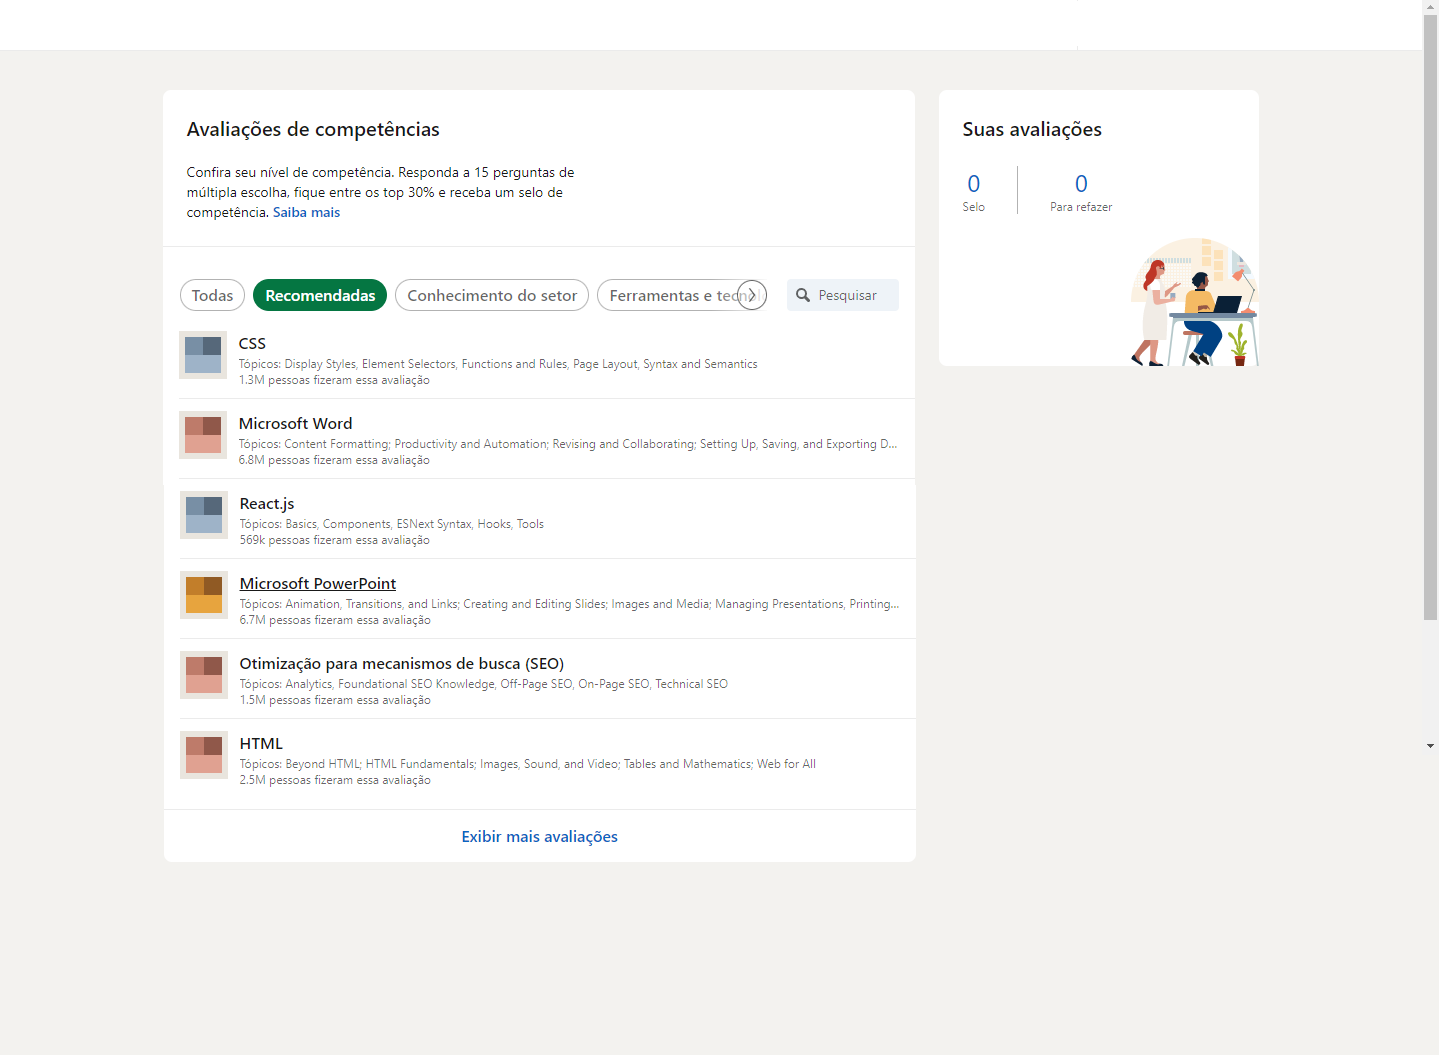 Avaliações de competências
Confira seu nível de competência. Responda a 15 perguntas de
múltipla escolha, fique entre os top 30% e receba um selo de
competência. Saiba mais
Todas
Recomendadas
Conhecimento do setor
Ferramentas e tecnol
Pesquisar
CSS
Tópicos: Display Styles, Element Selectors, Functions and Rules, Page Layout, Syntax and Semantics
1.3M pessoas fizeram essa avaliação
Microsoft Word
Tópicos: Content Formatting; Productivity and Automation; Revising and Collaborating; Setting Up, Saving, and Exporting D...
6.8M pessoas fizeram essa avaliação
React.js
Tópicos: Basics, Components, ESNext Syntax, Hooks, Tools
569k pessoas fizeram essa avaliação
Microsoft PowerPoint
Tópicos: Animation, Transitions, and Links; Creating and Editing Slides; Images and Media; Managing Presentations, Printing...
6.7M pessoas fizeram essa avaliação
Otimização para mecanismos de busca (SEO)
Tópicos: Analytics, Foundational SEO Knowledge, Off-Page SEO, On-Page SEO, Technical SEO
1.5M pessoas fizeram essa avaliação
HTML
Tópicos: Beyond HTML; HTML Fundamentals; Images, Sound, and Video; Tables and Mathematics; Web for All
2.5M pessoas fizeram essa avaliação
Exibir mais avaliações
Suas avaliações
0
Selo
0
Para refazer